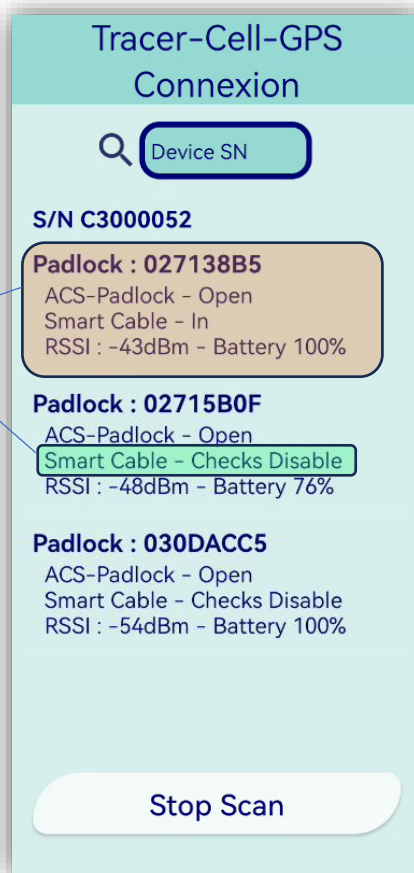 Tracer-Cell-GPS
Connexion
Device SN
S/N C3000052
Padlock : 027138B5
ACS-Padlock - Open
Smart Cable - In
RSSI : -43dBm - Battery 100%
Padlock : 02715B0F
ACS-Padlock - Open
Smart Cable - Checks Disable
RSSI : -48dBm - Battery 76%
Padlock : 030DACC5
ACS-Padlock - Open
Smart Cable - Checks Disable
RSSI : -54dBm - Battery 100%
Stop Scan